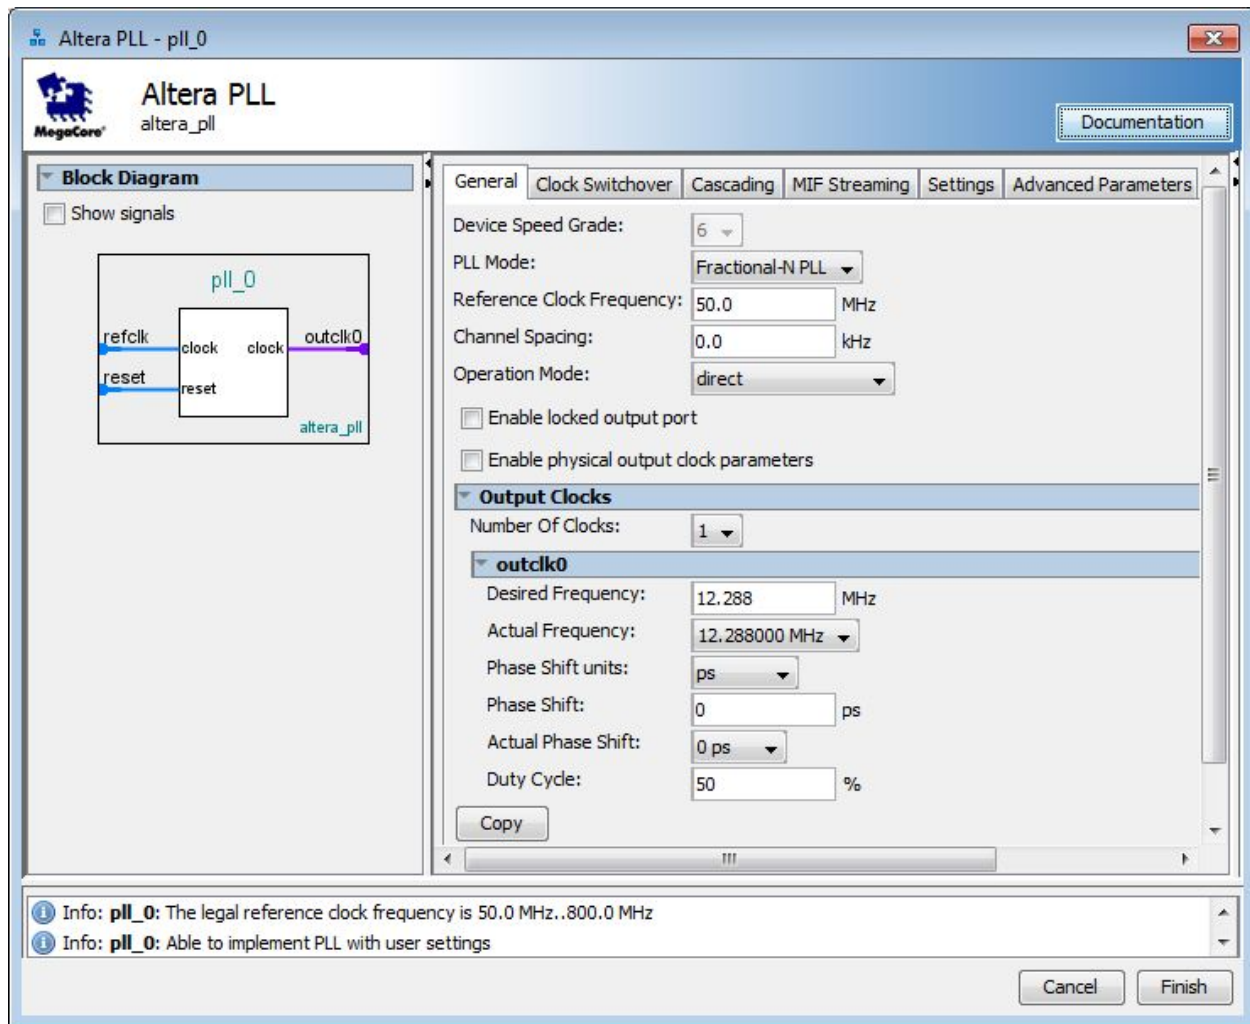 Altera PLL - pll_0
MegaCore®
Altera PLL
altera_pll
Documentation
Block Diagram
Show signals
pll_0
refclk
clock
clock
outclk0
reset
reset
altera_pll
General
Clock Switchover
Cascading
MIF Streaming
Settings
Advanced Parameters
Device Speed Grade: 6
PLL Mode: Fractional-N PLL
Reference Clock Frequency: 50.0 MHz
Channel Spacing: 0.0 kHz
Operation Mode: direct
Enable locked output port
Enable physical output clock parameters
Output Clocks
Number Of Clocks: 1
outclk0
Desired Frequency: 12.288 MHz
Actual Frequency: 12.288000 MHz
Phase Shift units: ps
Phase Shift: 0 ps
Actual Phase Shift: 0 ps
Duty Cycle: 50 %
Copy
Info: pll_0: The legal reference clock frequency is 50.0 MHz..800.0 MHz
Info: pll_0: Able to implement PLL with user settings
Cancel
Finish